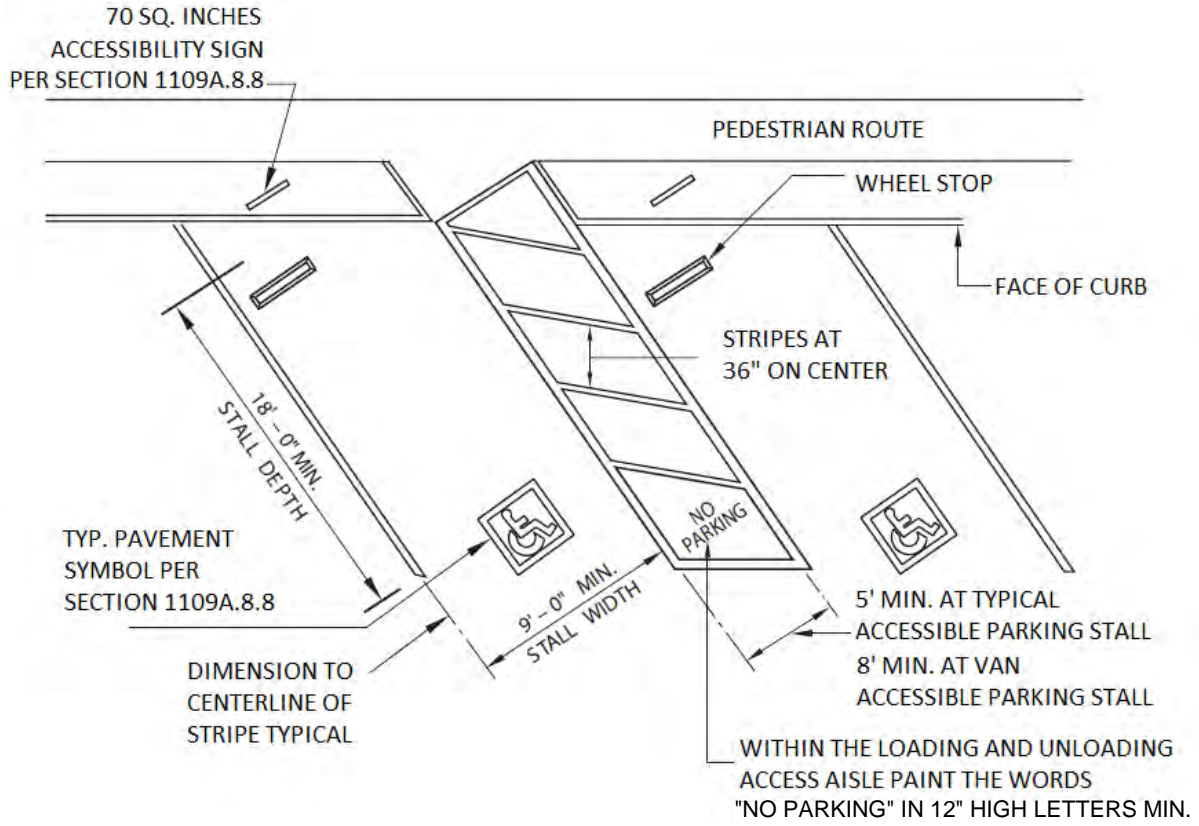 70 SQ. INCHES
ACCESSIBILITY SIGN
PER SECTION 1109A.8.8
PEDESTRIAN ROUTE
WHEEL STOP
FACE OF CURB
STRIPES AT
36" ON CENTER
18' – 0" MIN.
STALL DEPTH
NO
PARKING
TYP. PAVEMENT
SYMBOL PER
SECTION 1109A.8.8
9' – 0" MIN.
STALL WIDTH
DIMENSION TO
CENTERLINE OF
STRIPE TYPICAL
5' MIN. AT TYPICAL
ACCESSIBLE PARKING STALL
8' MIN. AT VAN
ACCESSIBLE PARKING STALL
WITHIN THE LOADING AND UNLOADING
ACCESS AISLE PAINT THE WORDS
"NO PARKING" IN 12" HIGH LETTERS MIN.